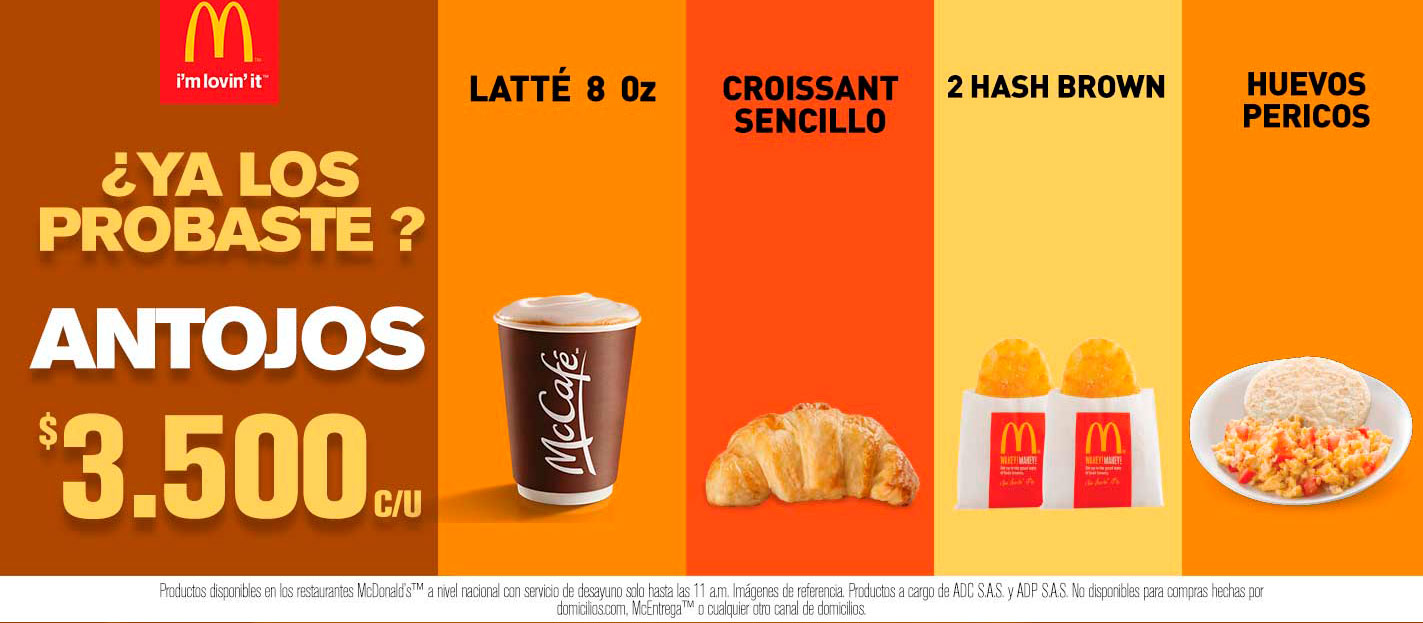 M
i'm lovin' it™
¿YA LOS
PROBASTE ?
ANTOJOS
$3.500 C/U
LATTÉ 8 Oz
McCafé
CROISSANT
SENCILLO
2 HASH BROWN
HUEVOS
PERICOS
Productos disponibles en los restaurantes McDonald's™ a nivel nacional con servicio de desayuno solo hasta las 11 a.m. Imágenes de referencia. Productos a cargo de ADC S.A.S. y ADP S.A.S. No disponibles para compras hechas por
domicilios.com, McEntrega™ o cualquier otro canal de domicilios.